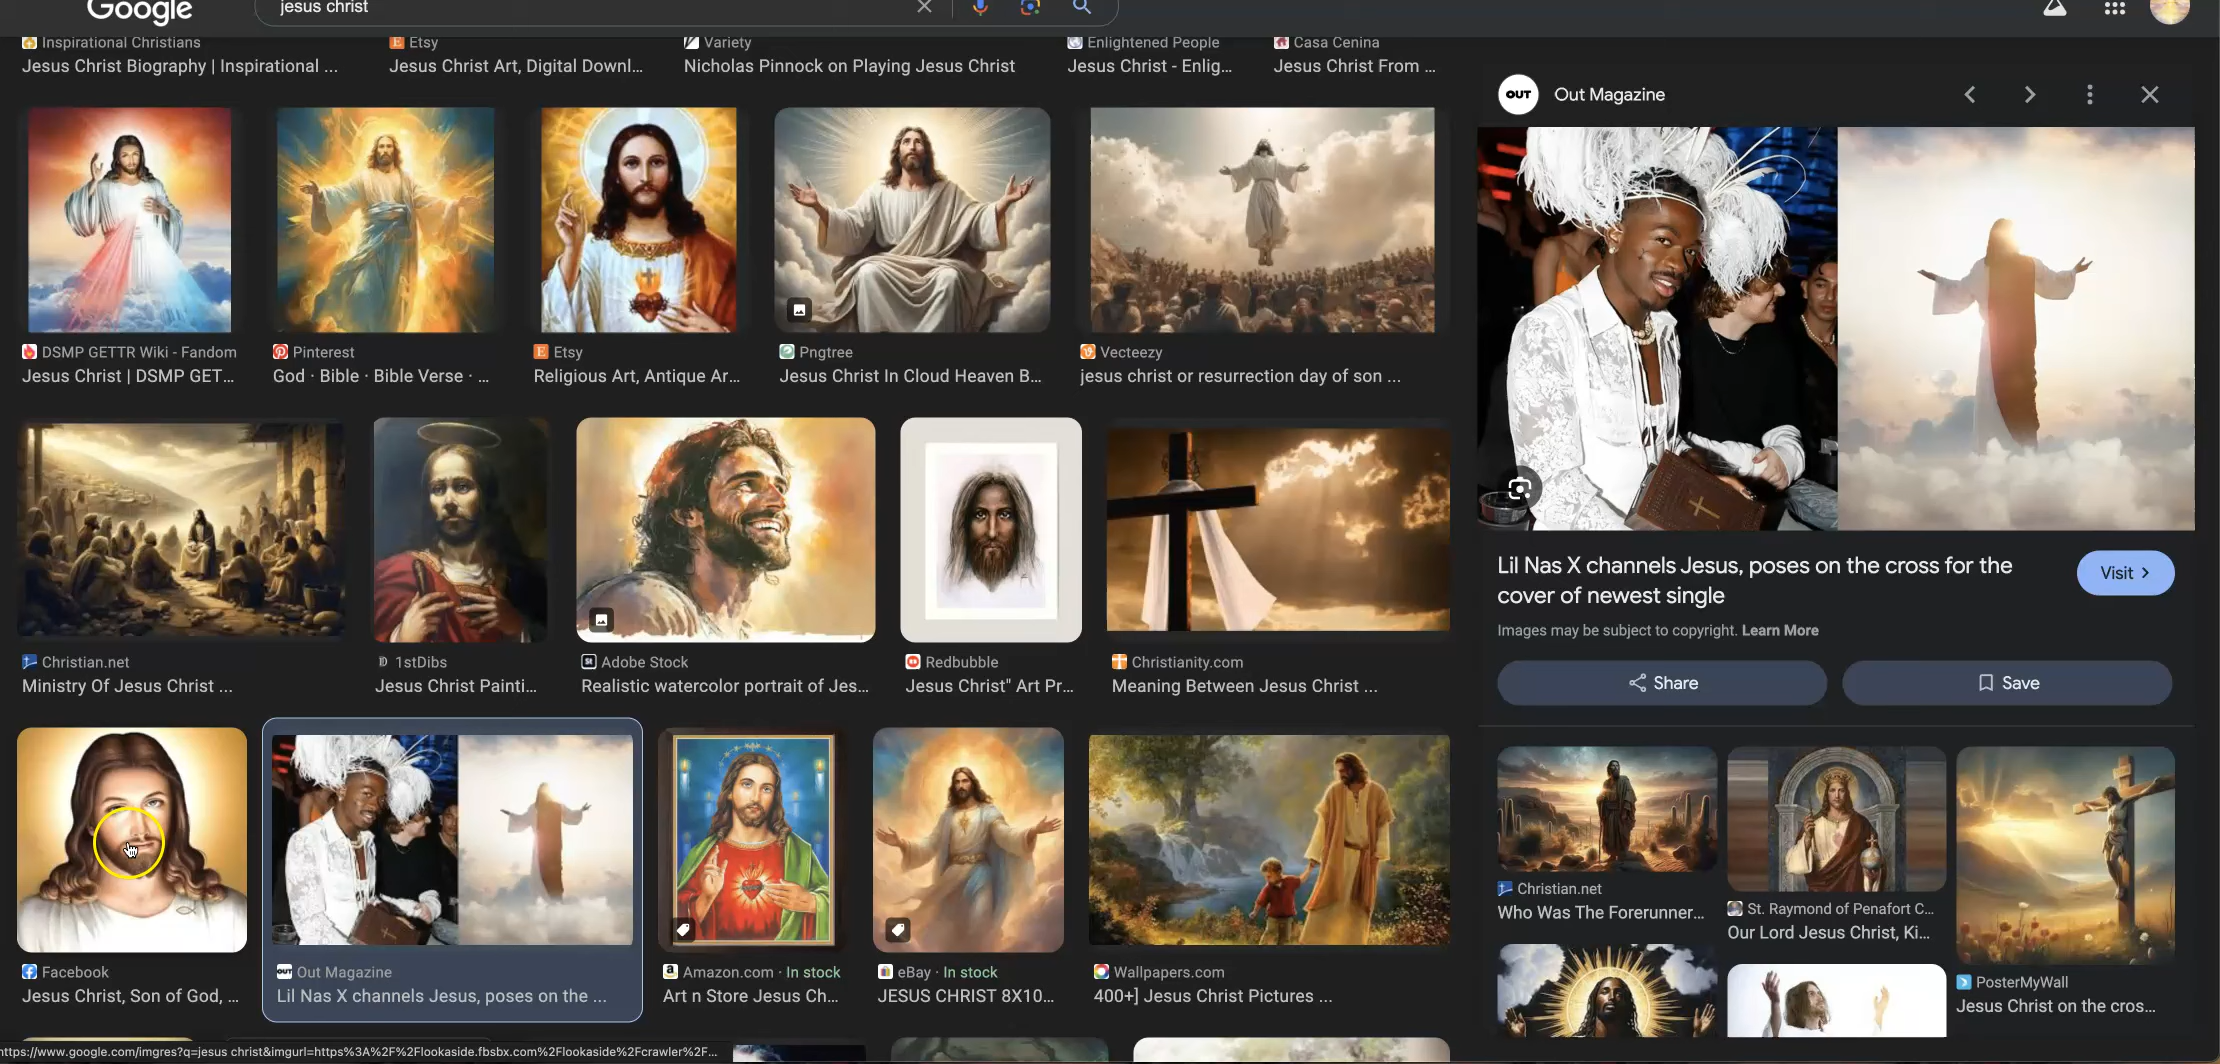 Google
jesus christ
Inspirational Christians
Jesus Christ Biography | Inspirational ...
Etsy
Jesus Christ Art, Digital Downl...
Variety
Nicholas Pinnock on Playing Jesus Christ
Enlightened People
Jesus Christ - Enlig...
Casa Cenina
Jesus Christ From ...
DSMP GETTR Wiki - Fandom
Jesus Christ | DSMP GET...
Pinterest
God · Bible · Bible Verse · ...
Etsy
Religious Art, Antique Ar...
Pngtree
Jesus Christ In Cloud Heaven B...
Vecteezy
jesus christ or resurrection day of son ...
Christian.net
Ministry Of Jesus Christ ...
1stDibs
Jesus Christ Painti...
Adobe Stock
Realistic watercolor portrait of Jes...
Redbubble
Jesus Christ" Art Pr...
Christianity.com
Meaning Between Jesus Christ ...
Facebook
Jesus Christ, Son of God, ...
OUT Out Magazine
Lil Nas X channels Jesus, poses on the ...
Amazon.com · In stock
Art n Store Jesus Ch...
eBay · In stock
JESUS CHRIST 8X10...
Wallpapers.com
400+] Jesus Christ Pictures ...
OUT Out Magazine
Lil Nas X channels Jesus, poses on the
cover of newest single
Visit >
Images may be subject to copyright. Learn More
Share
Save
Christian.net
Who Was The Forerunner...
St. Raymond of Penafort C...
Our Lord Jesus Christ, Ki...
PosterMyWall
Jesus Christ on the cros...
https://www.google.com/imgres?q=jesus christ&imgurl=https%3A%2F%2Flookaside.fbsbx.com%2Flookaside%2Fcrawler%2F...